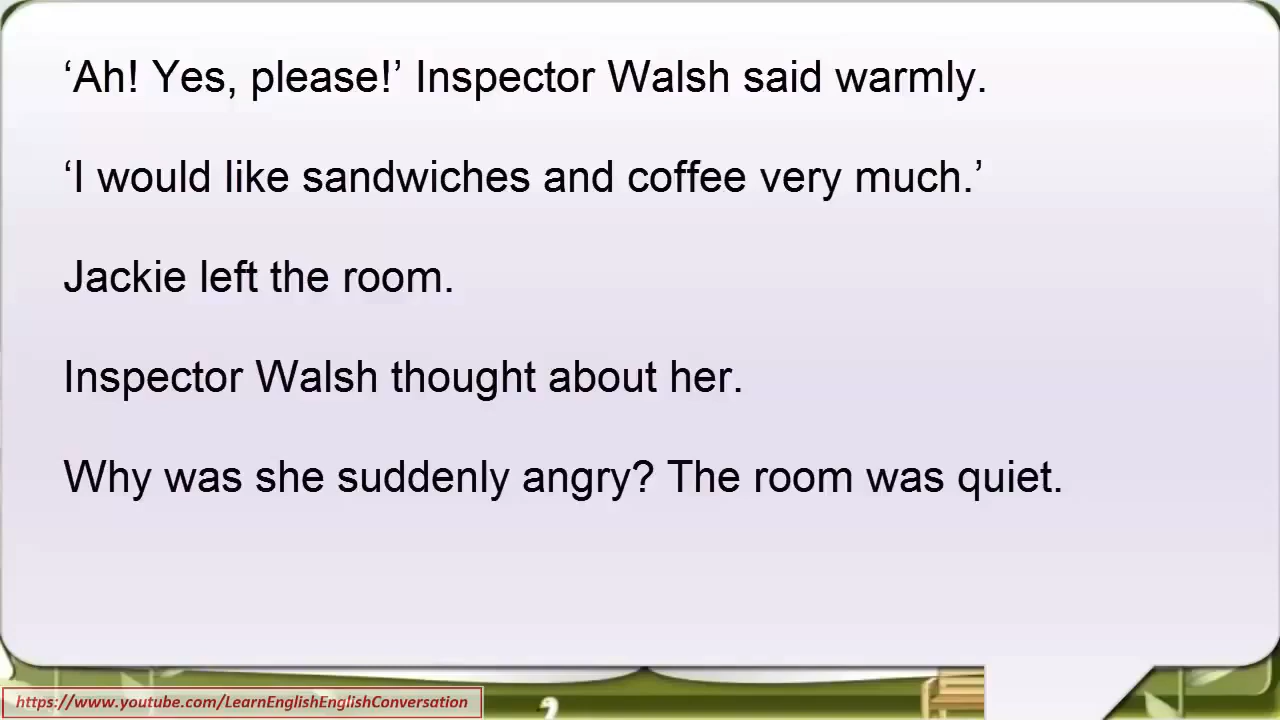 ‘Ah! Yes, please!’ Inspector Walsh said warmly.
‘I would like sandwiches and coffee very much.’
Jackie left the room.
Inspector Walsh thought about her.
Why was she suddenly angry? The room was quiet.
https://www.youtube.com/LearnEnglishEnglishConversation